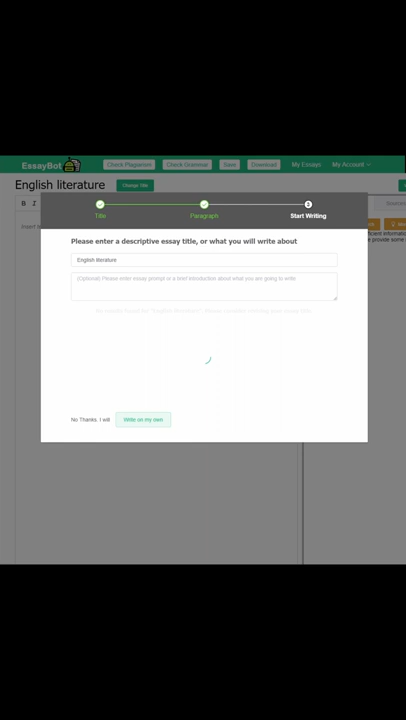 EssayBot
Check Plagiarism
Check Grammar
Save
Download
My Essays
My Account
English literature
Change Title
B I
Title
Paragraph
3
Start Writing
Please enter a descriptive essay title, or what you will write about
English literature
(Optional) Please enter essay prompt or a brief introduction about what you are going to write.
No Thanks. I will
Write on my own